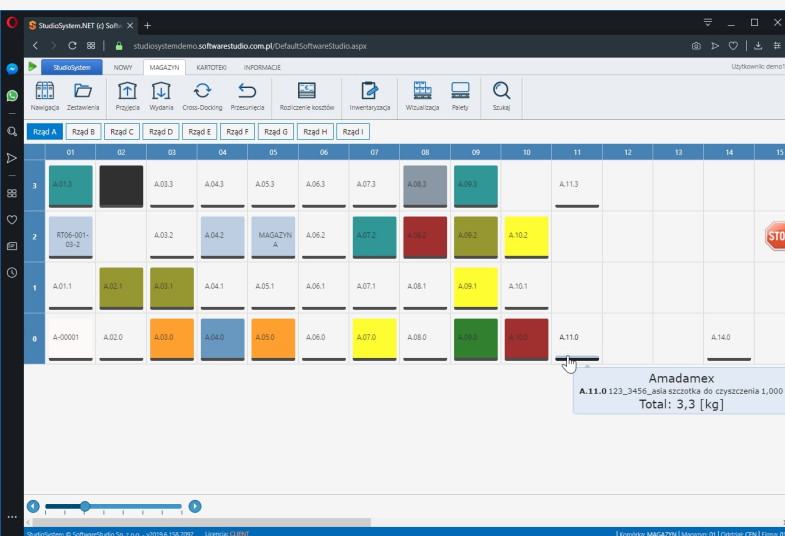 StudioSystem.NET (c) Softw
studiosystemdemo.softwarestudio.com.pl/DefaultSoftwareStudio.aspx
StudioSystem NOWY MAGAZYN KARTOTEKI INFORMACJE Użytkownik: demo1
Nawigacja Zestawienia Przyjęcia Wydania Cross-Docking Przesunięcia Rozliczenie kosztów Inwentaryzacja Wizualizacja Palety Szukaj
Rząd A Rząd B Rząd C Rząd D Rząd E Rząd F Rząd G Rząd H Rząd I
01 02 03 04 05 06 07 08 09 10 11 12 13 14 15
3 A.01.3 A.03.3 A.04.3 A.05.3 A.06.3 A.07.3 A.08.3 A.09.3 A.11.3
2 RT06-001-03-2 A.03.2 A.04.2 MAGAZYN A A.06.2 A.07.2 A.08.2 A.09.2 A.10.2 STO
1 A.01.1 A.02.1 A.03.1 A.04.1 A.05.1 A.06.1 A.07.1 A.08.1 A.09.1 A.10.1
0 A-00001 A.02.0 A.03.0 A.04.0 A.05.0 A.06.0 A.07.0 A.08.0 A.09.0 A.10.0 A.11.0 A.14.0
Amadamex
A.11.0 123_3456_asia szczotka do czyszczenia 1,000
Total: 3,3 [kg]
StudioSystem © SoftwareStudio Sp. z o.o. - v2019.6.158.7092 Licencja: CLIENT Komórka: MAGAZYN | Magazyn: 01 | Oddział: CEN | Firma: 01